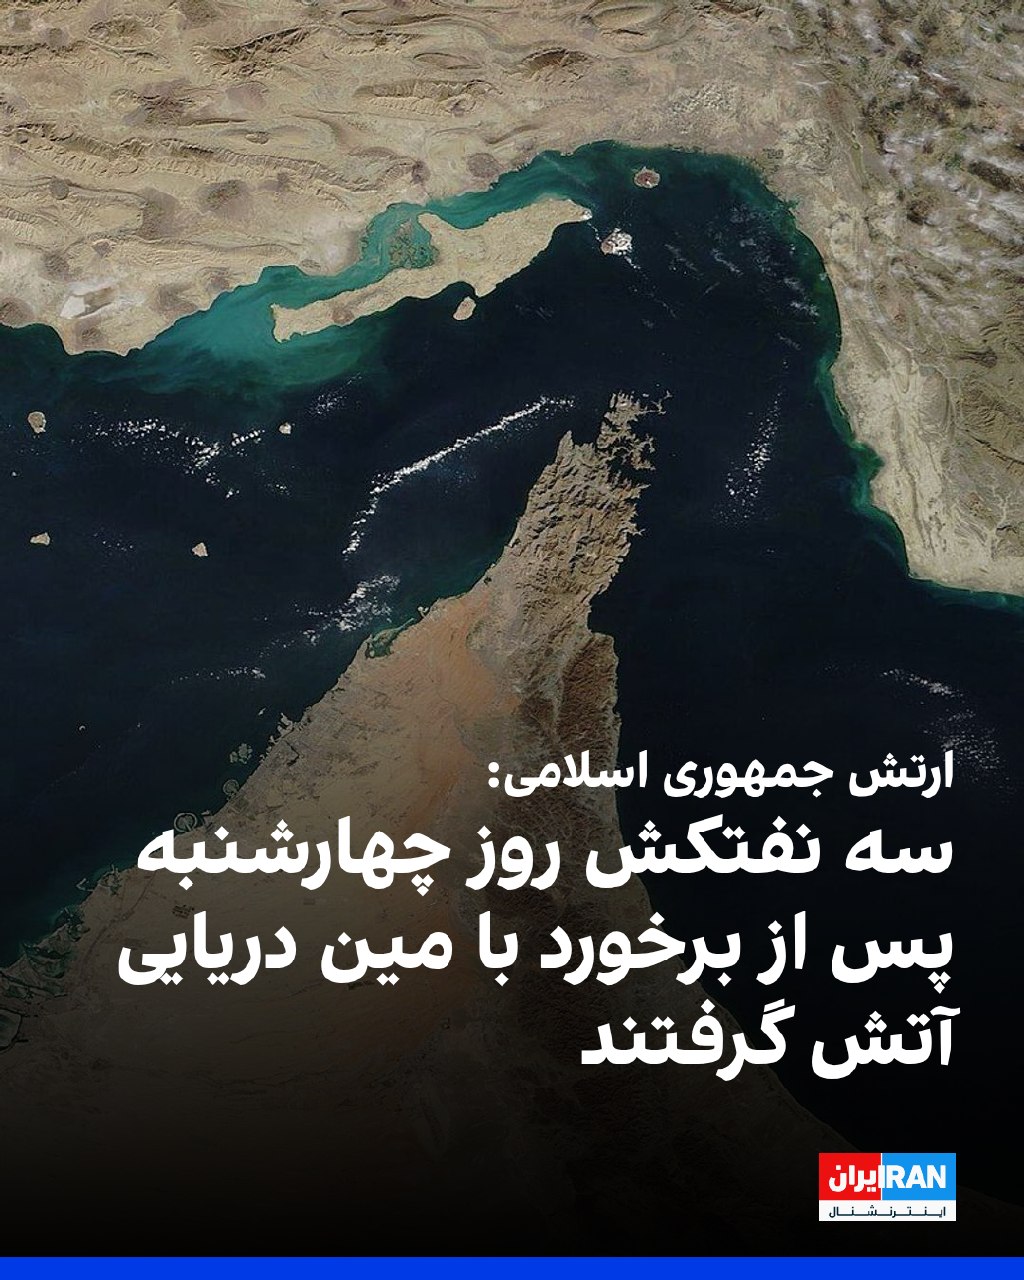 ارتش جمهوری اسلامی:
سه نفتکش روز چهارشنبه
پس از برخورد با مین دریایی
آتش گرفتند
ایران IRAN
اینترنشنال